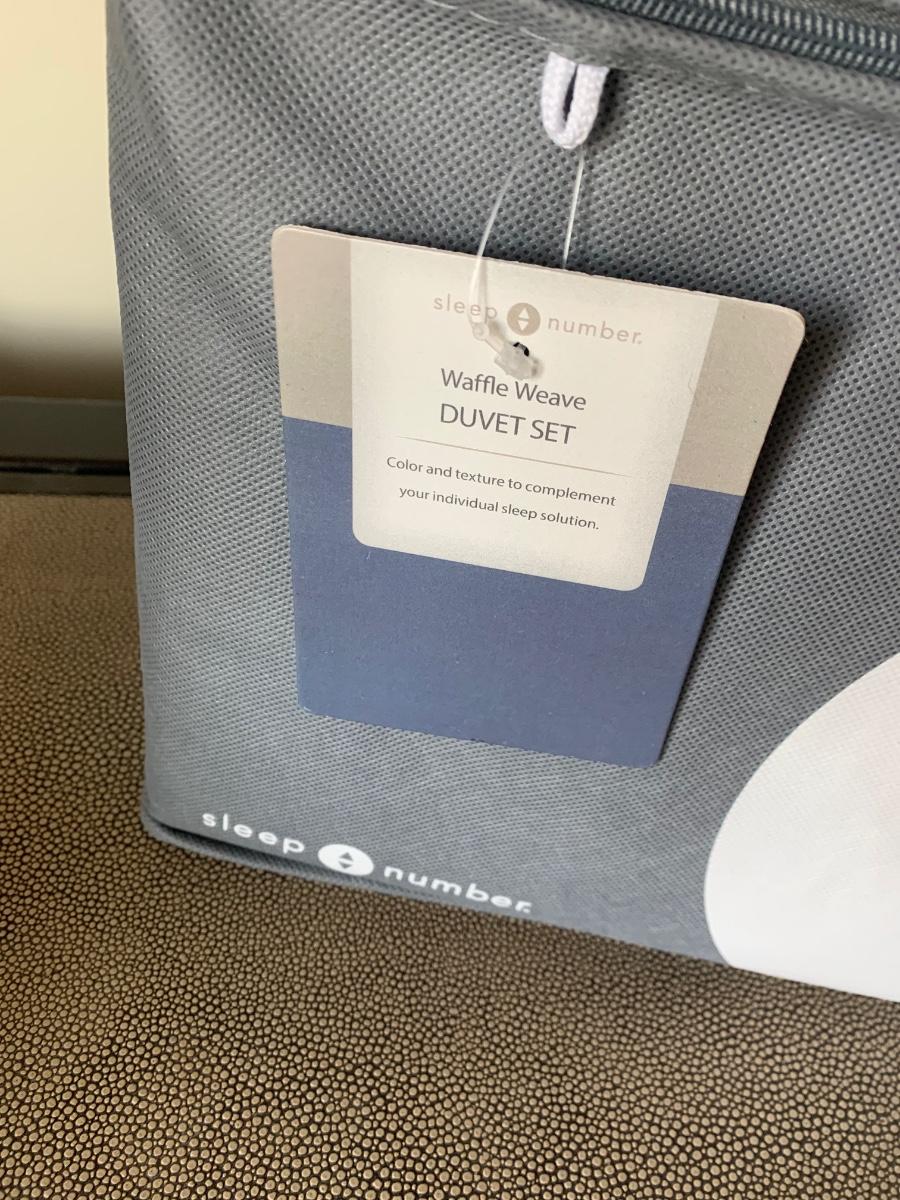 sleep number.
Waffle Weave
DUVET SET
Color and texture to complement
your individual sleep solution.
sleep number.